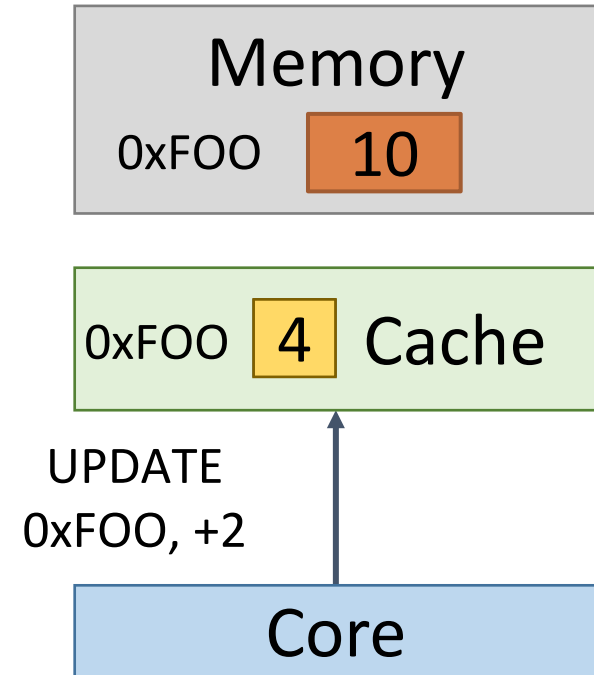 Memory
0xFOO 10
0xFOO 4 Cache
UPDATE
0xFOO, +2
Core